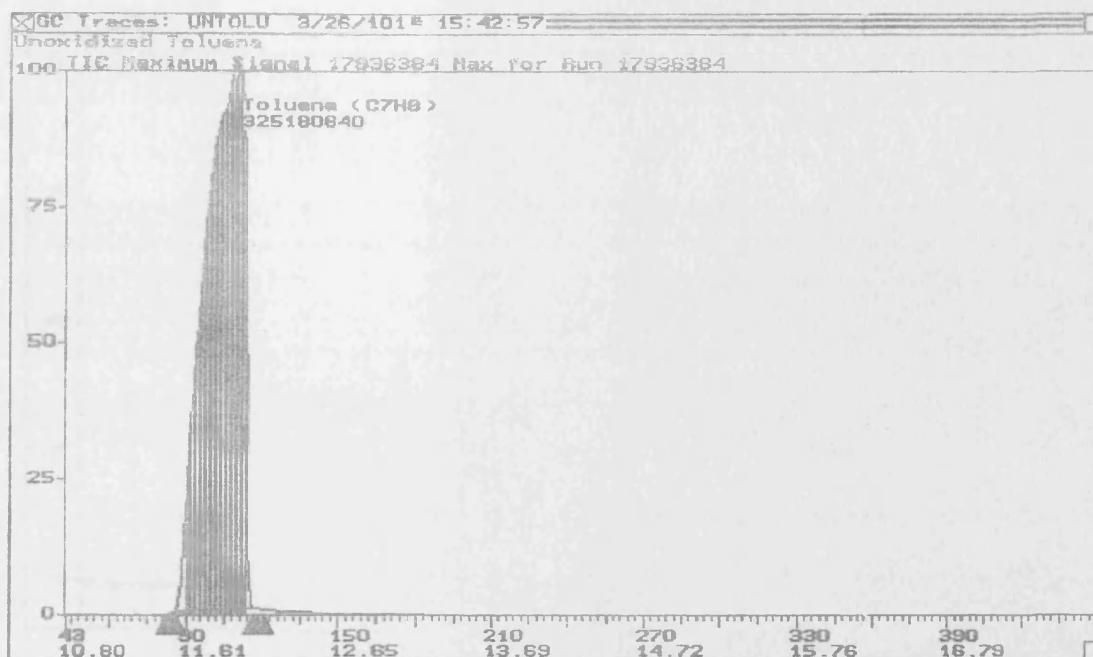 GC Traces: UNTOLU 3/26/101 15:42:57
Unoxidized Toluene
TIC Maximum Signal 17936384 Max for Run 17936384
100
Toluene (C7H8)
325180640
75
50
25
0
43 90 150 210 270 330 390
10.80 11.61 12.65 13.69 14.72 15.76 16.79